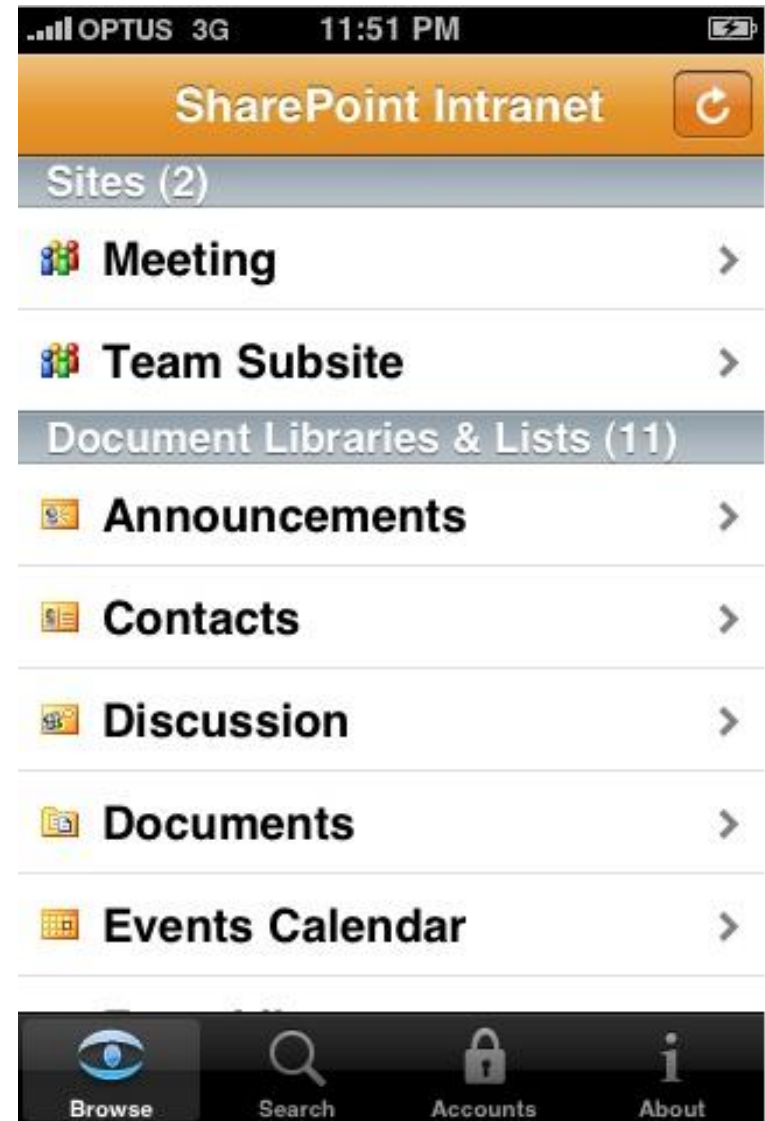 OPTUS 3G 11:51 PM
SharePoint Intranet
Sites (2)
Meeting
Team Subsite
Document Libraries & Lists (11)
Announcements
Contacts
Discussion
Documents
Events Calendar
Browse Search Accounts About